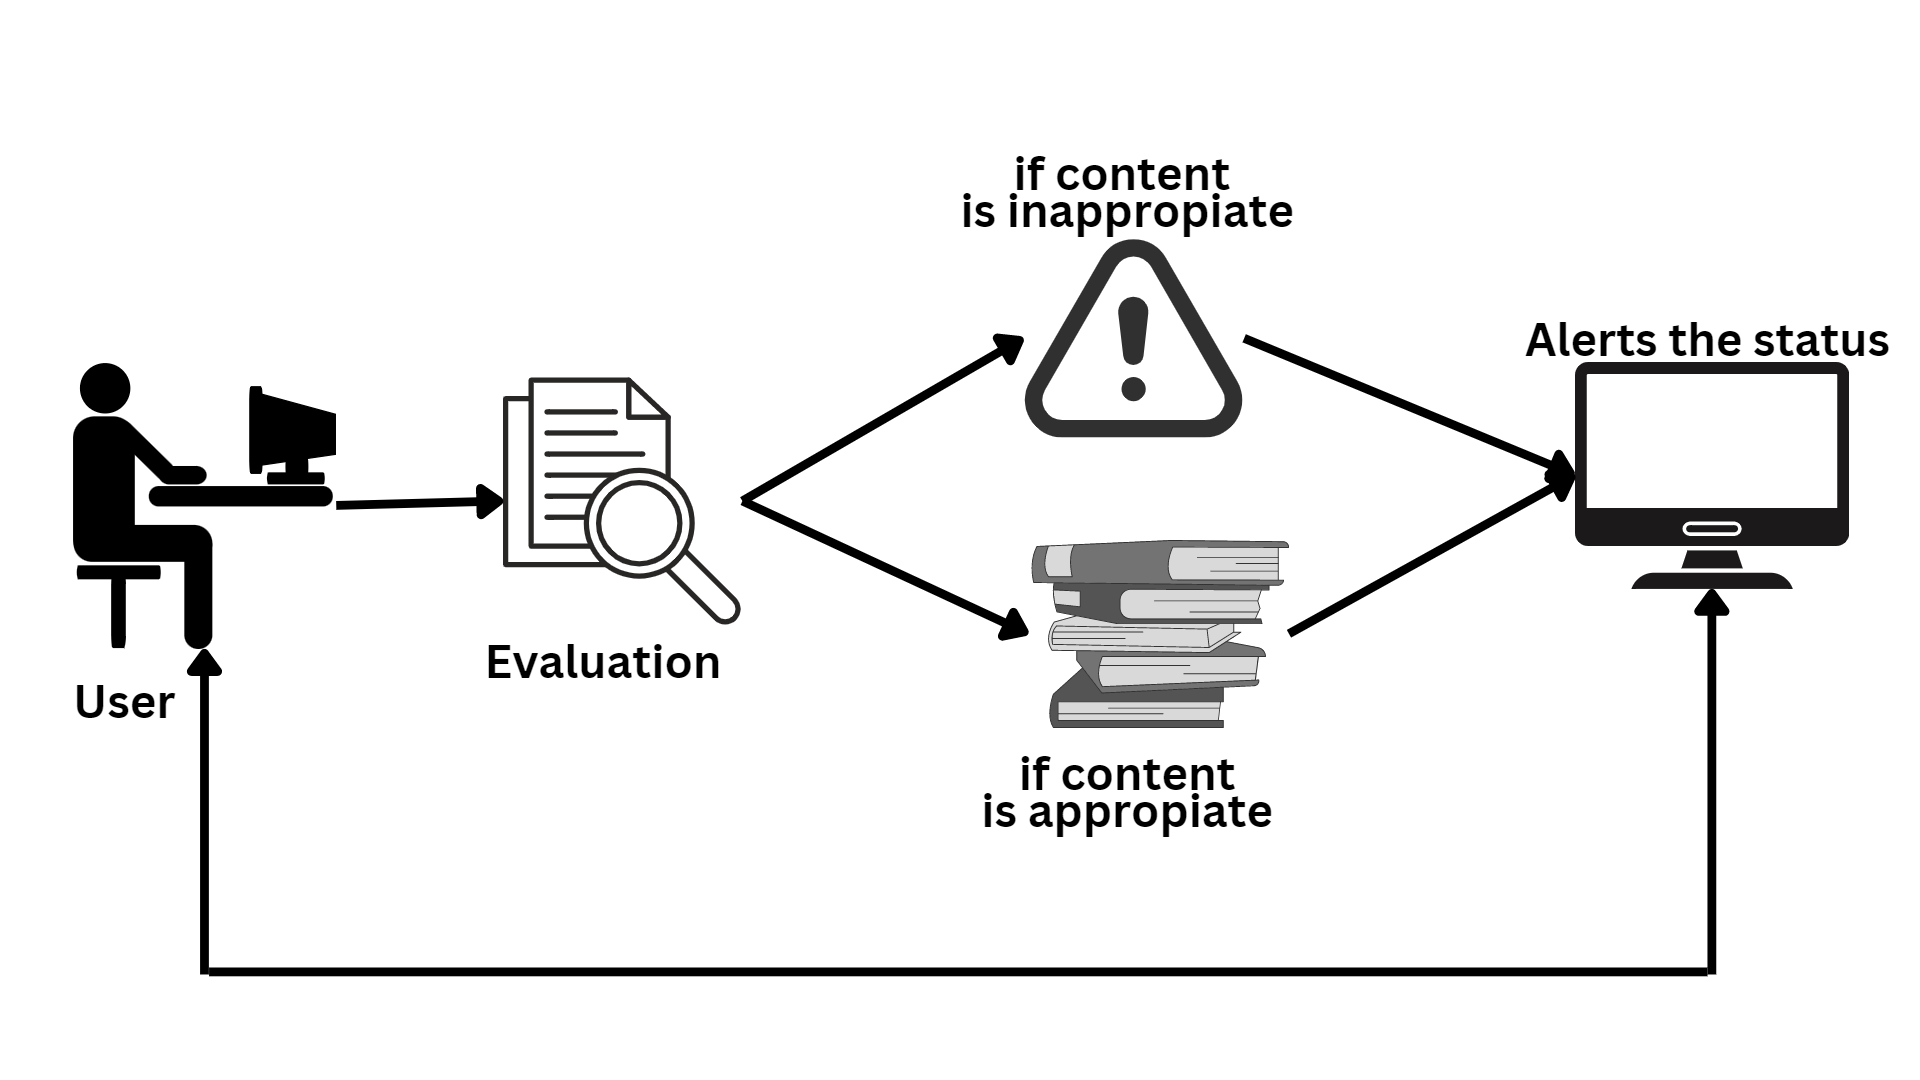 if content
is inappropiate
Alerts the status
Evaluation
User
if content
is appropiate